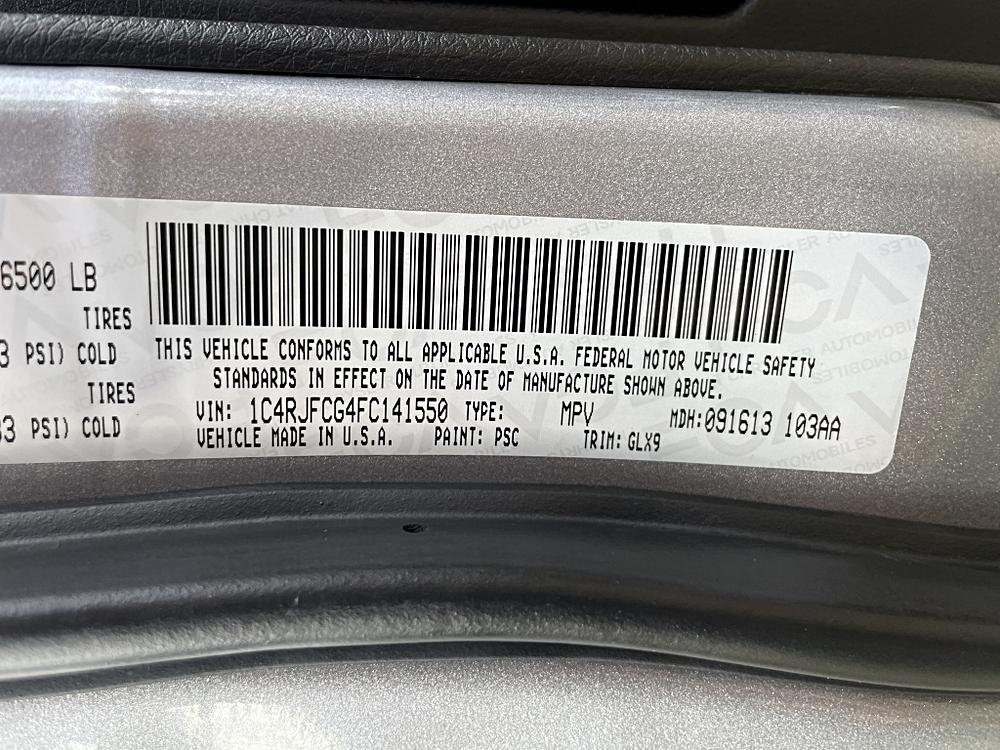 6500 LB
TIRES
3 PSI) COLD
TIRES
33 PSI) COLD
THIS VEHICLE CONFORMS TO ALL APPLICABLE U.S.A. FEDERAL MOTOR VEHICLE SAFETY
STANDARDS IN EFFECT ON THE DATE OF MANUFACTURE SHOWN ABOVE.
VIN: 1C4RJFCG4FC141550 TYPE: MPV MDH:091613 103AA
VEHICLE MADE IN U.S.A. PAINT: PSC TRIM: GLX9